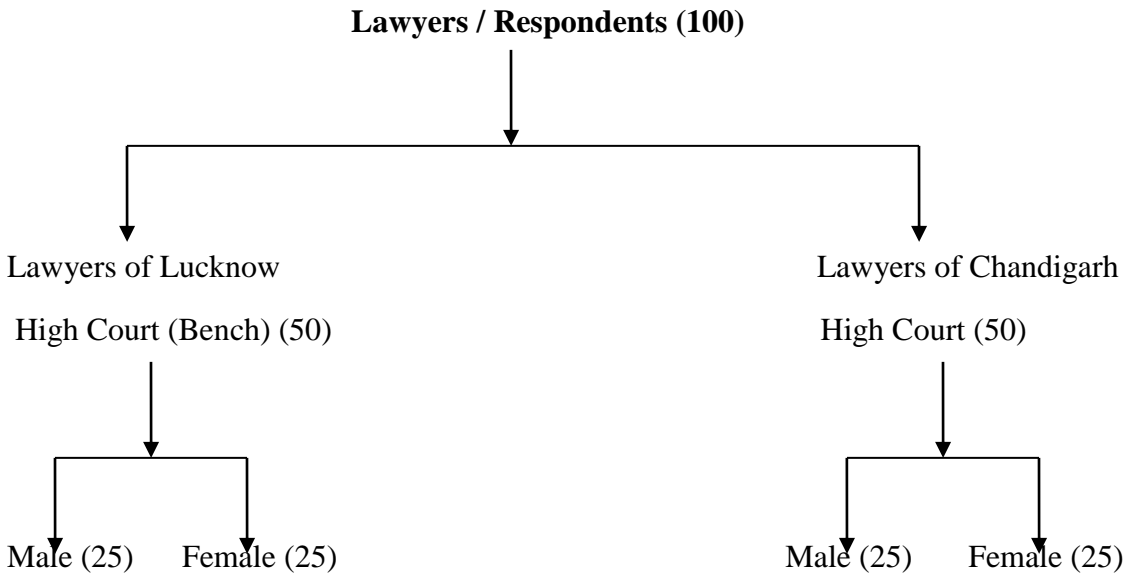 Lawyers / Respondents (100)
Lawyers of Lucknow
High Court (Bench) (50)
Lawyers of Chandigarh
High Court (50)
Male (25)
Female (25)
Male (25)
Female (25)